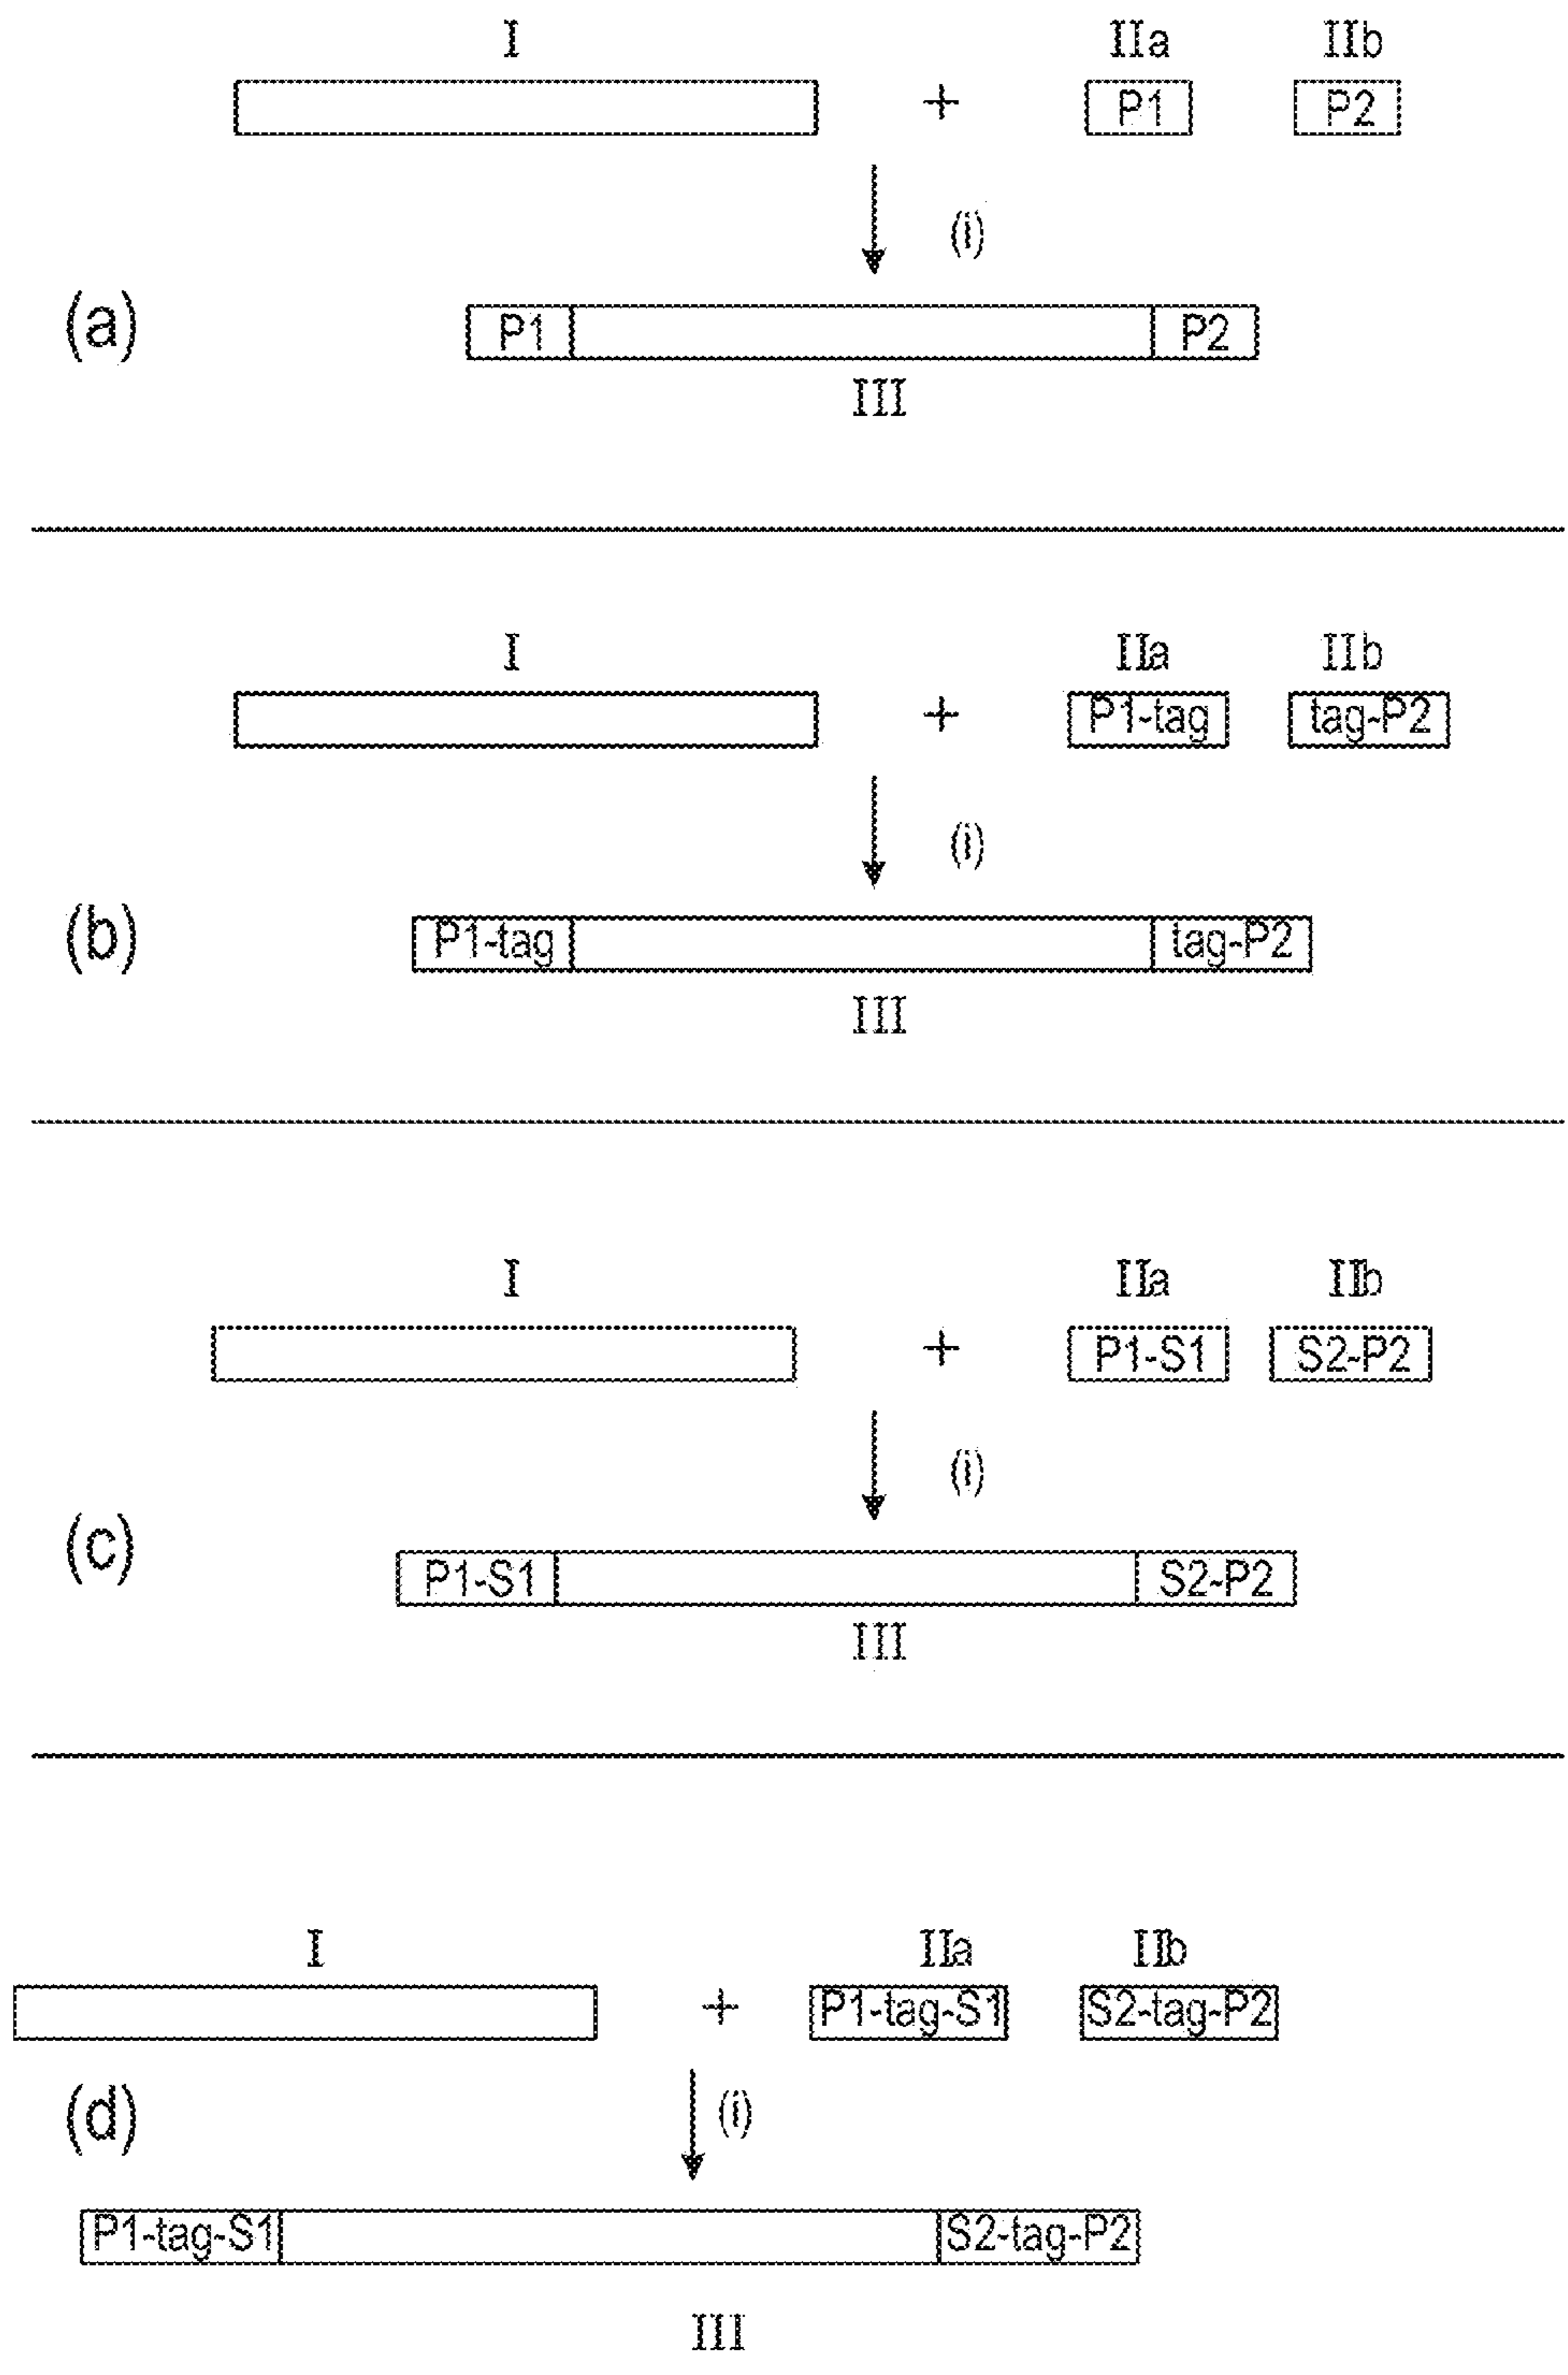 I IIa IIb
+ P1 P2
(i)
(a)
P1 P2
III
I IIa IIb
+ P1-tag tag-P2
(i)
(b)
P1-tag tag-P2
III
I IIa IIb
+ P1-S1 S2-P2
(i)
(c)
P1-S1 S2-P2
III
I IIa IIb
+ P1-tag-S1 S2-tag-P2
(d) (i)
P1-tag-S1 S2-tag-P2
III